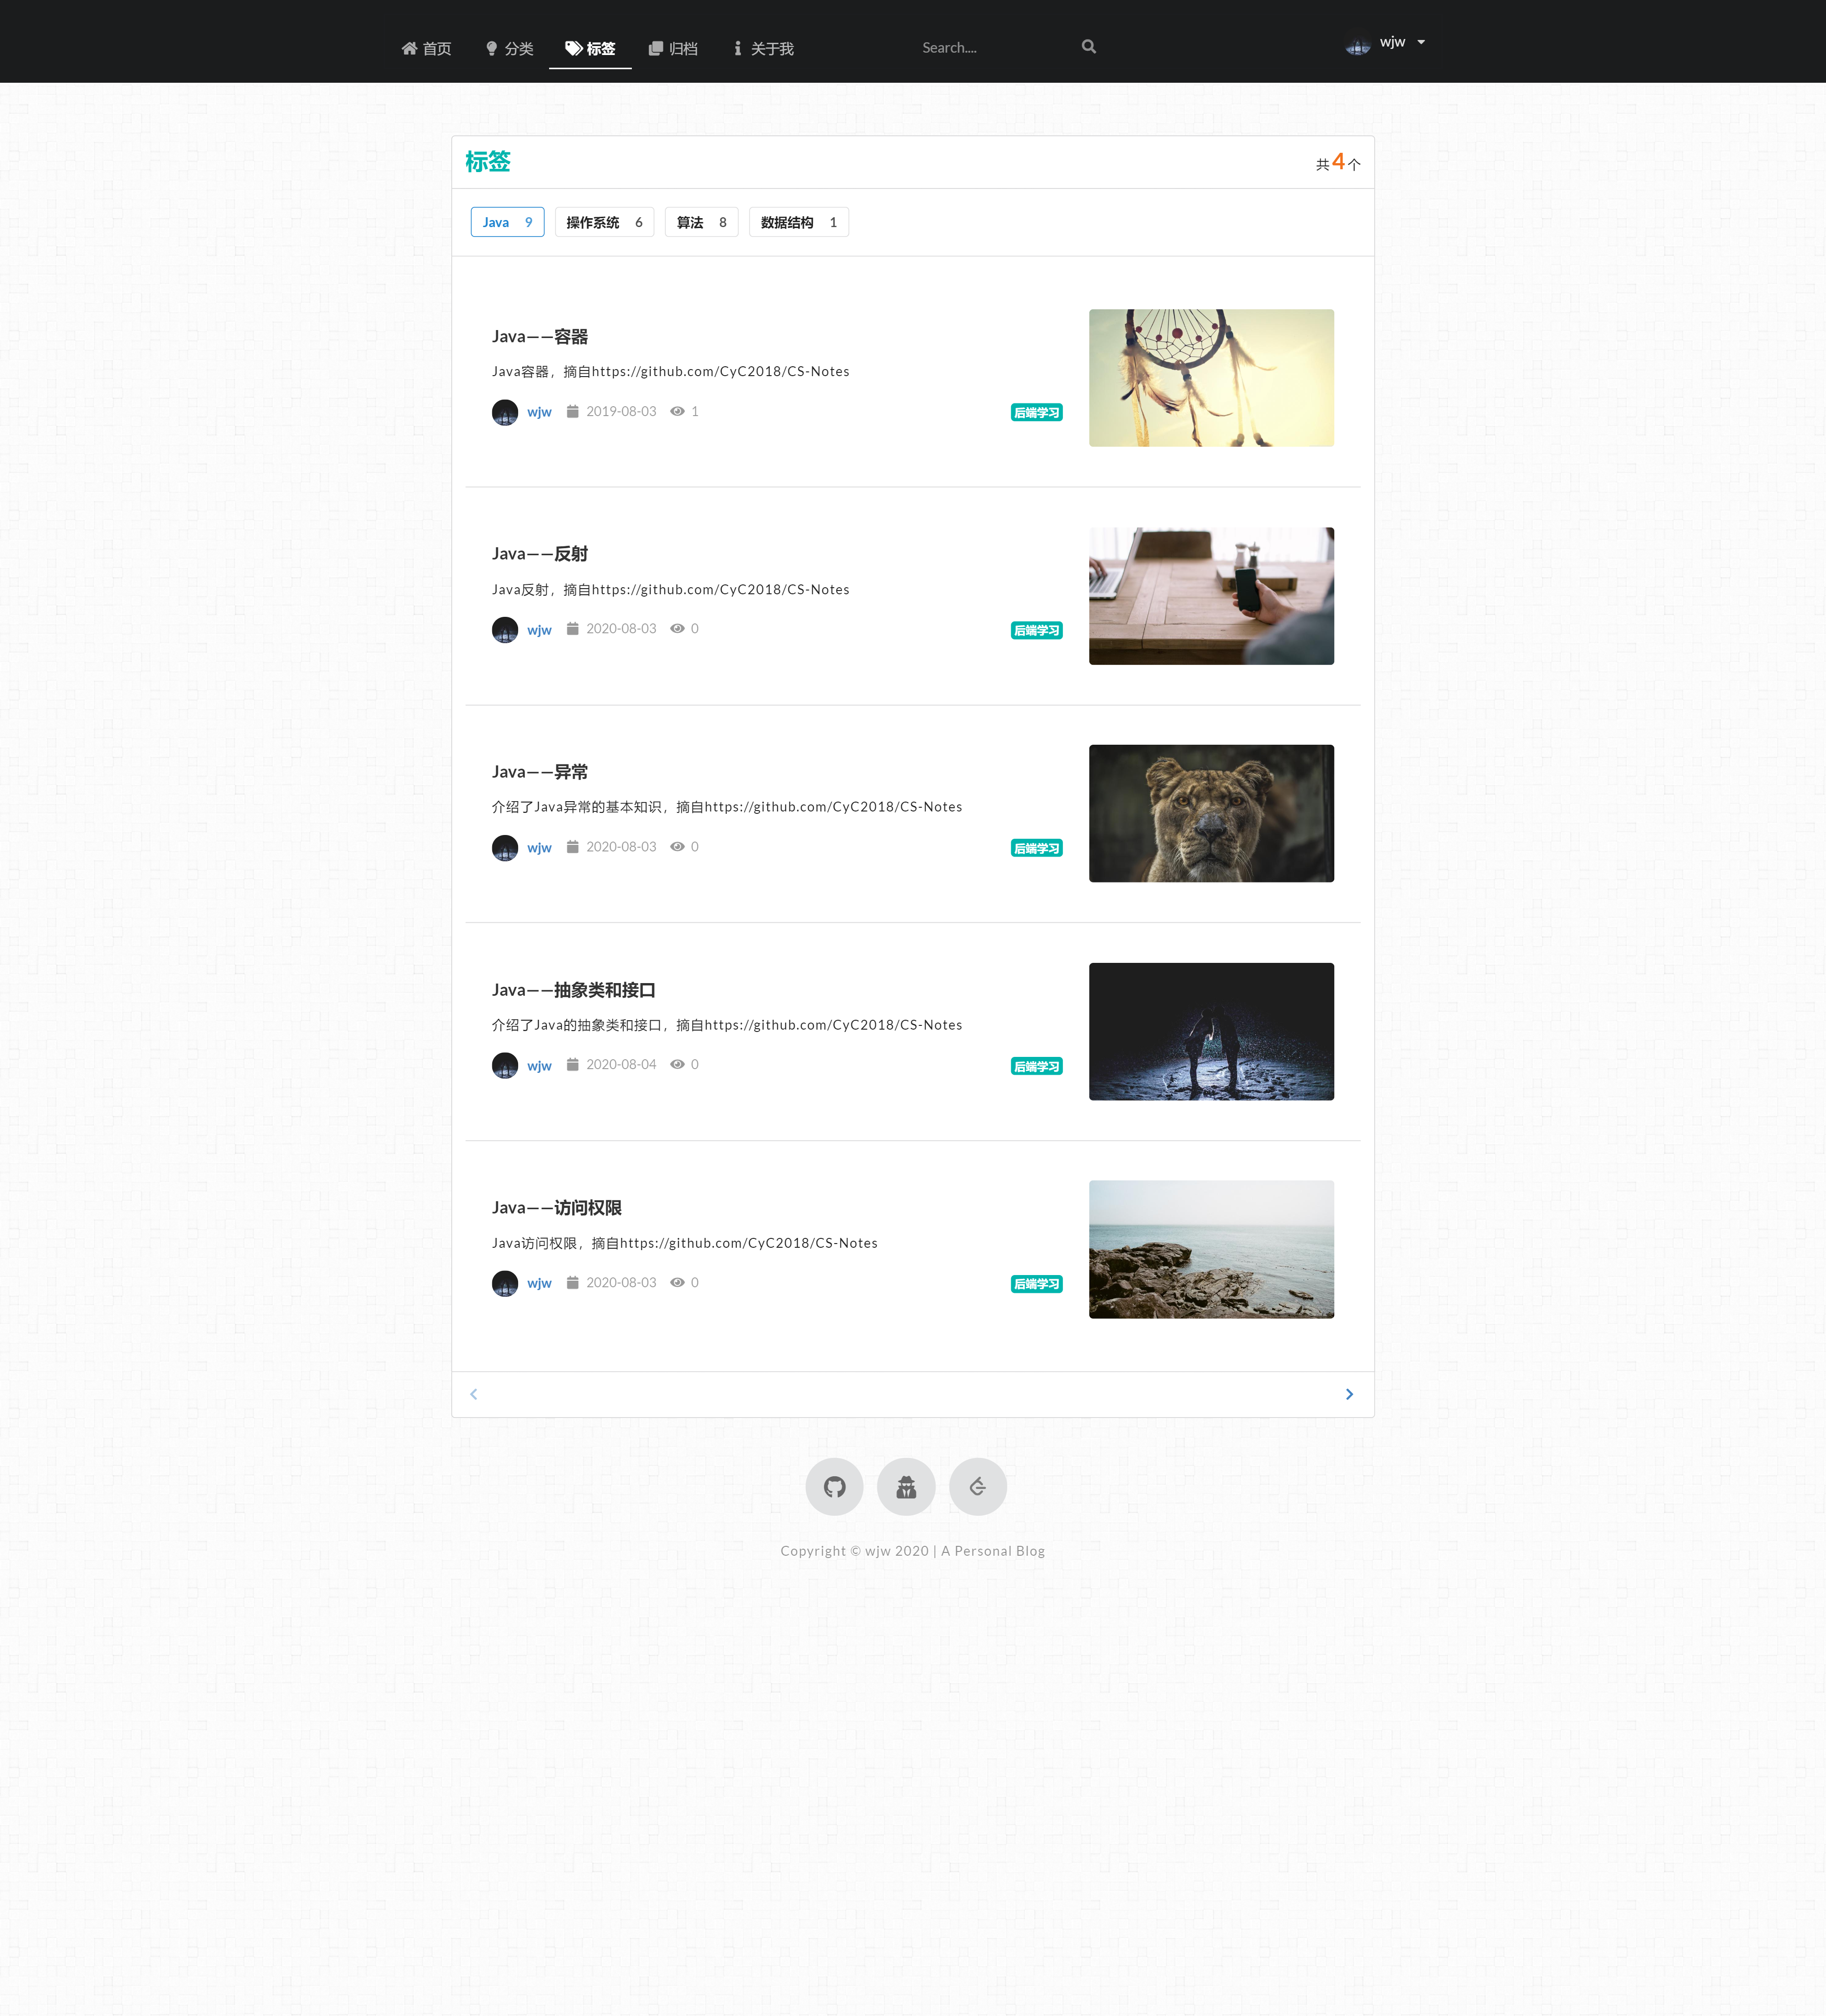 首页 分类 标签 归档 关于我 Search.... wjw
标签 共 4 个
Java 9 操作系统 6 算法 8 数据结构 1
Java——容器
Java容器，摘自https://github.com/CyC2018/CS-Notes
wjw 2019-08-03 1 后端学习
Java——反射
Java反射，摘自https://github.com/CyC2018/CS-Notes
wjw 2020-08-03 0 后端学习
Java——异常
介绍了Java异常的基本知识，摘自https://github.com/CyC2018/CS-Notes
wjw 2020-08-03 0 后端学习
Java——抽象类和接口
介绍了Java的抽象类和接口，摘自https://github.com/CyC2018/CS-Notes
wjw 2020-08-04 0 后端学习
Java——访问权限
Java访问权限，摘自https://github.com/CyC2018/CS-Notes
wjw 2020-08-03 0 后端学习
Copyright © wjw 2020 | A Personal Blog